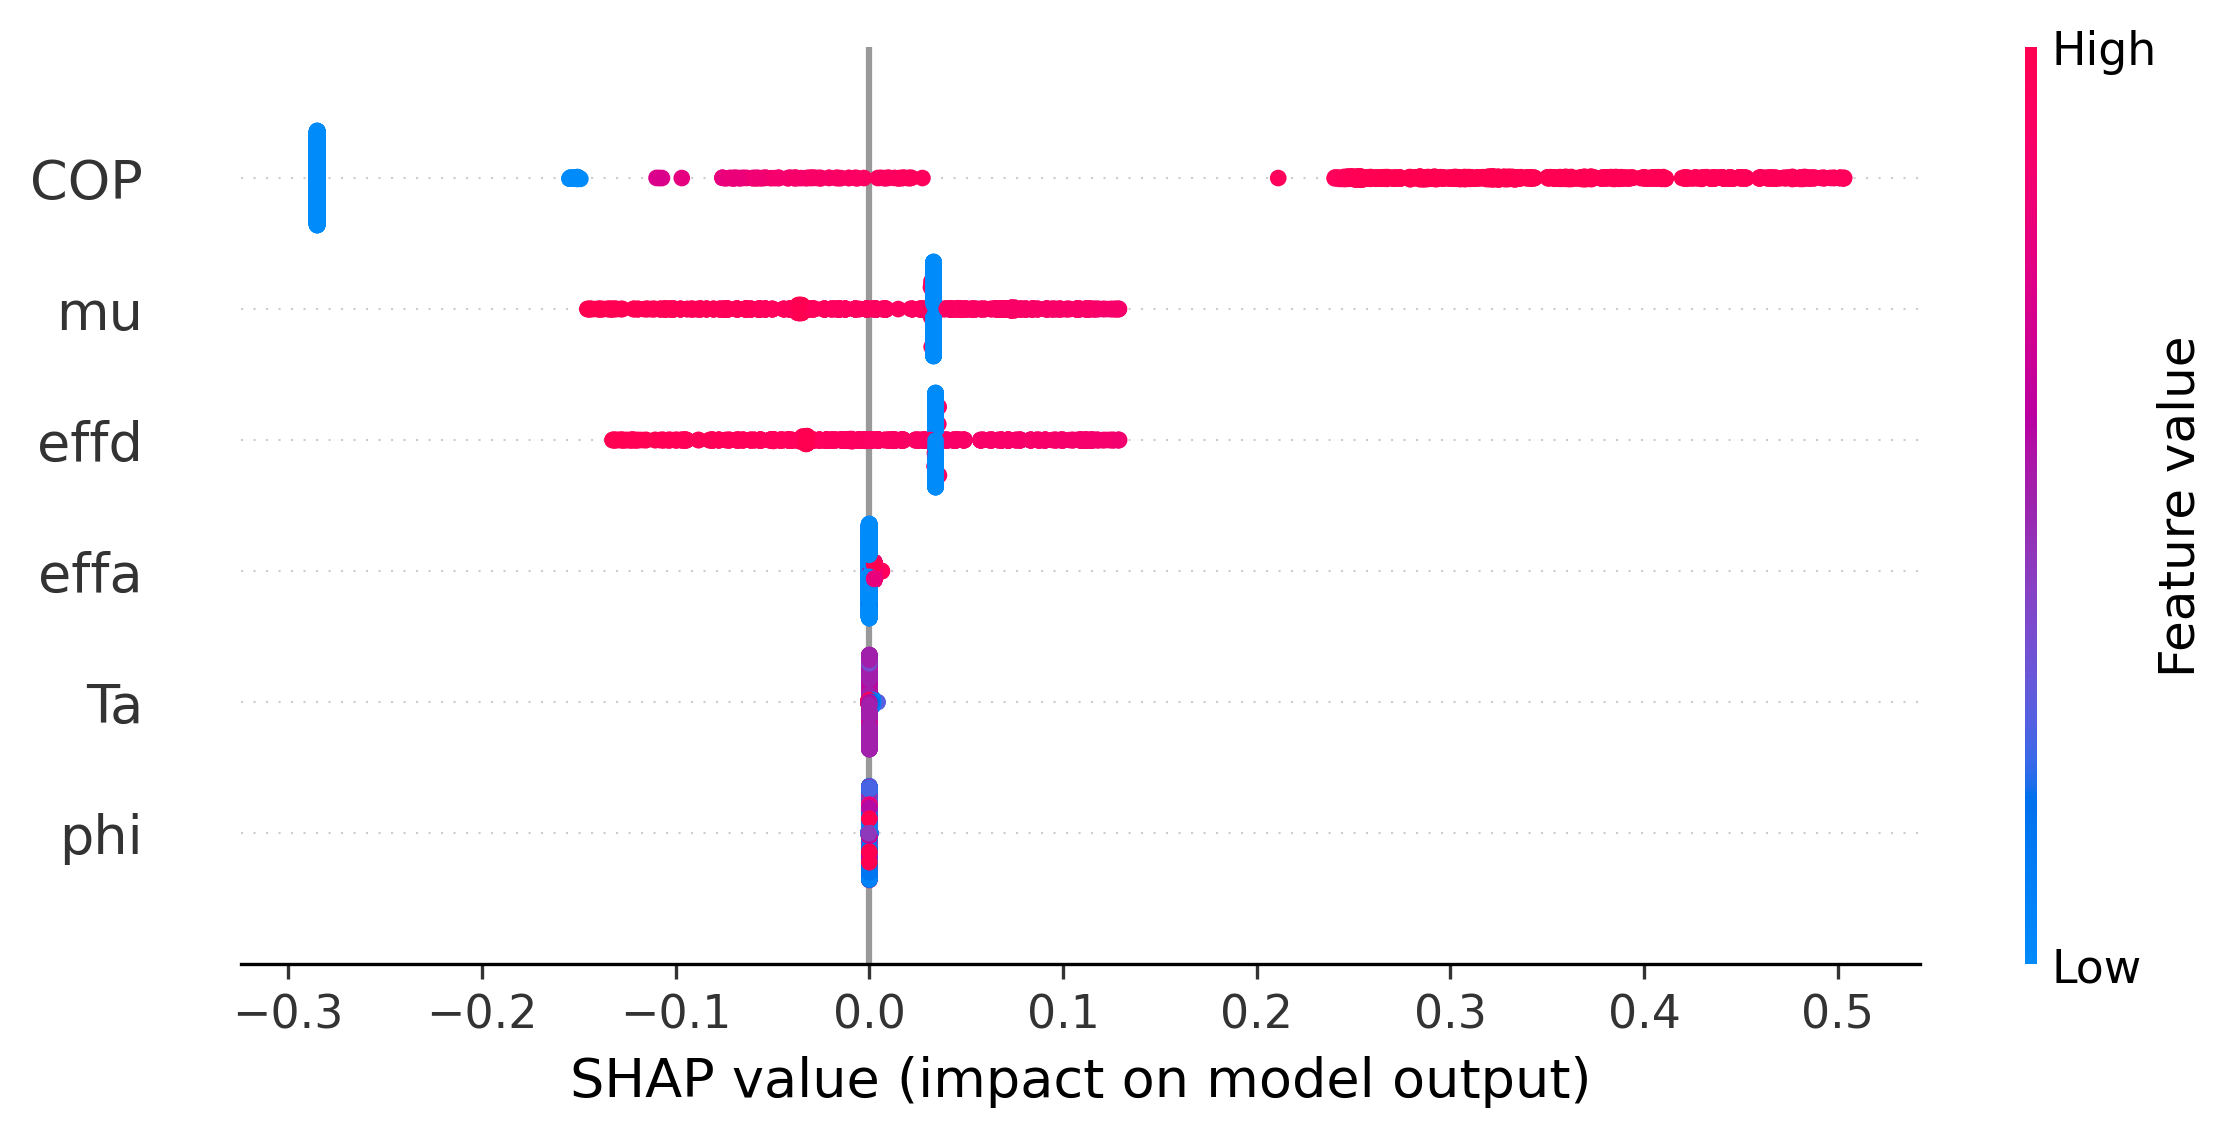 High
COP
mu
effd
effa
Ta
phi
Feature value
Low
−0.3 −0.2 −0.1 0.0 0.1 0.2 0.3 0.4 0.5
SHAP value (impact on model output)